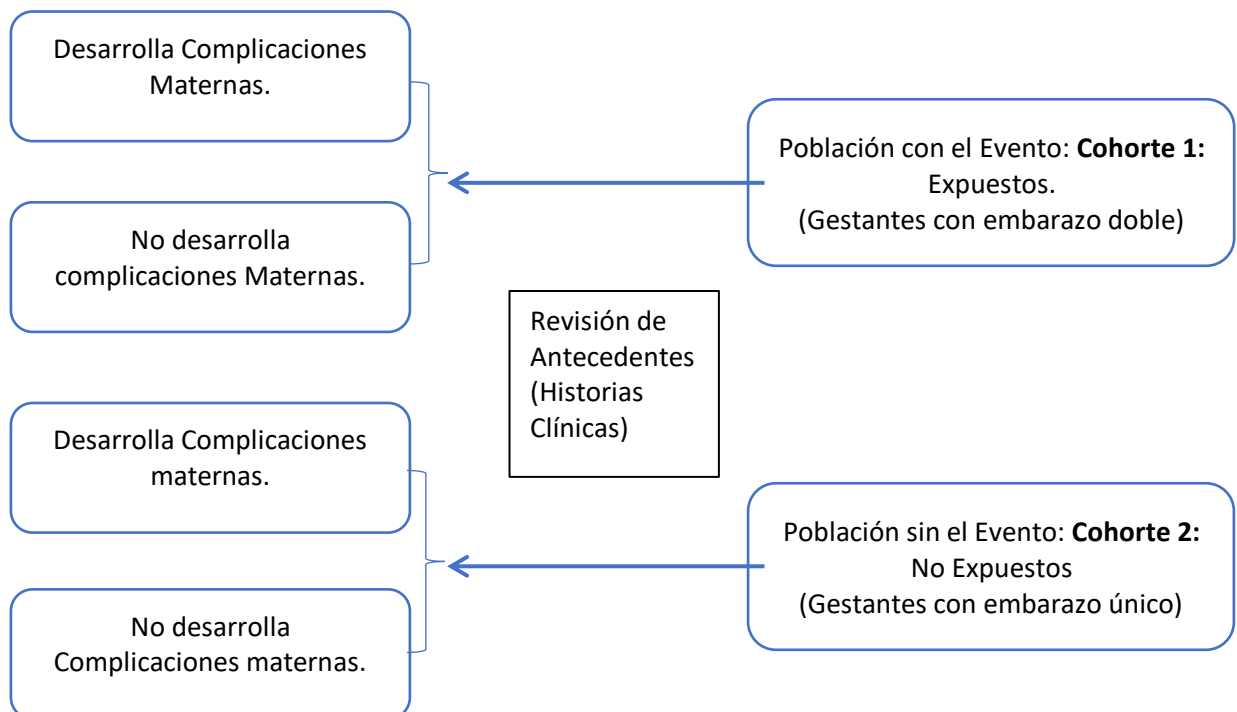 Desarrolla Complicaciones
Maternas.
No desarrolla
complicaciones Maternas.
Población con el Evento: Cohorte 1:
Expuestos.
(Gestantes con embarazo doble)
Revisión de
Antecedentes
(Historias
Clínicas)
Desarrolla Complicaciones
maternas.
No desarrolla
Complicaciones maternas.
Población sin el Evento: Cohorte 2:
No Expuestos
(Gestantes con embarazo único)